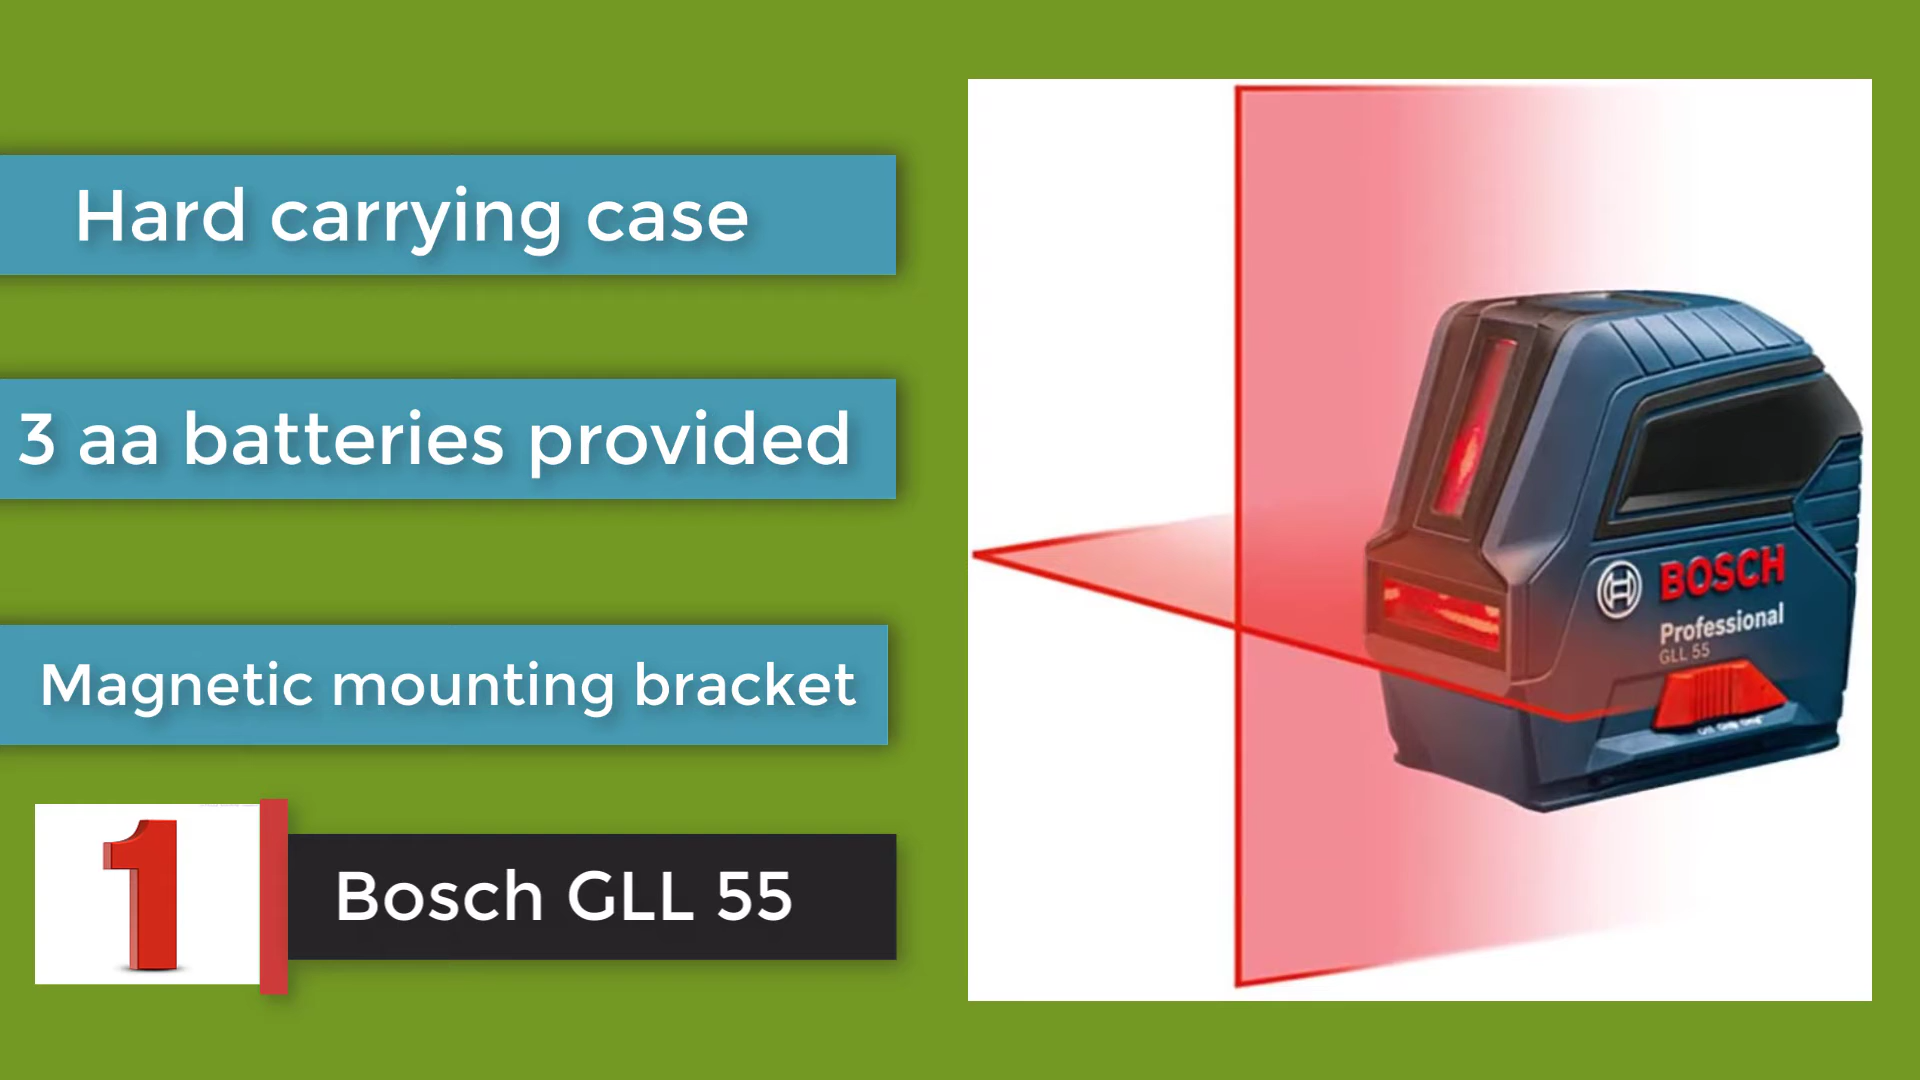 Hard carrying case
3 aa batteries provided
Magnetic mounting bracket
1
Bosch GLL 55
BOSCH
Professional
GLL 55